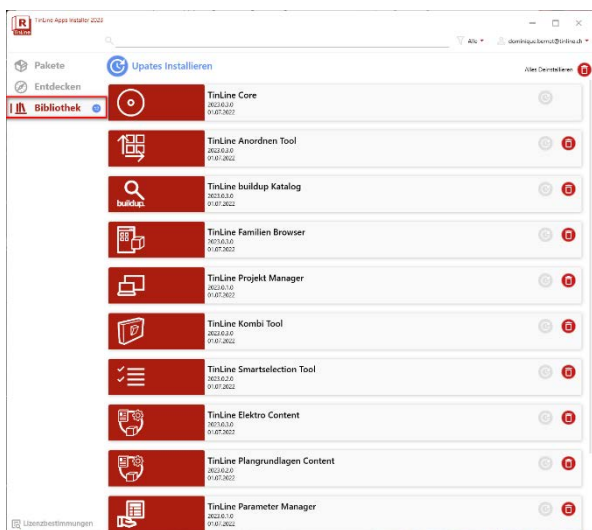 R
TinLine
TinLine Apps Installer 2023
Alle
dominique.bernet@tinline.ch
Pakete
Entdecken
Bibliothek
Upates Installieren
Alles Deinstallieren
TinLine Core
2023.0.3.0
01.07.2022
TinLine Anordnen Tool
2023.0.3.0
01.07.2022
buildup
TinLine buildup Katalog
2023.0.3.0
01.07.2022
TinLine Familien Browser
2023.0.3.0
01.07.2022
TinLine Projekt Manager
2023.0.1.0
01.07.2022
TinLine Kombi Tool
2023.0.3.0
01.07.2022
TinLine Smartselection Tool
2023.0.2.0
01.07.2022
TinLine Elektro Content
2023.0.3.0
01.07.2022
TinLine Plangrundlagen Content
2023.0.2.0
01.07.2022
TinLine Parameter Manager
2023.0.1.0
01.07.2022
Lizenzbestimmungen